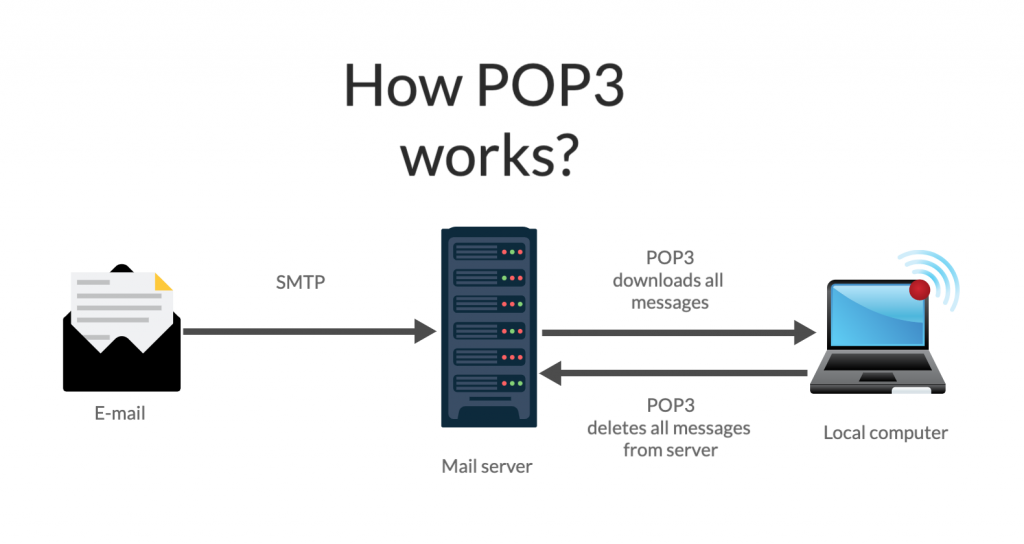 How POP3
works?
SMTP
POP3
downloads all
messages
E-mail
POP3
deletes all messages
from server
Local computer
Mail server